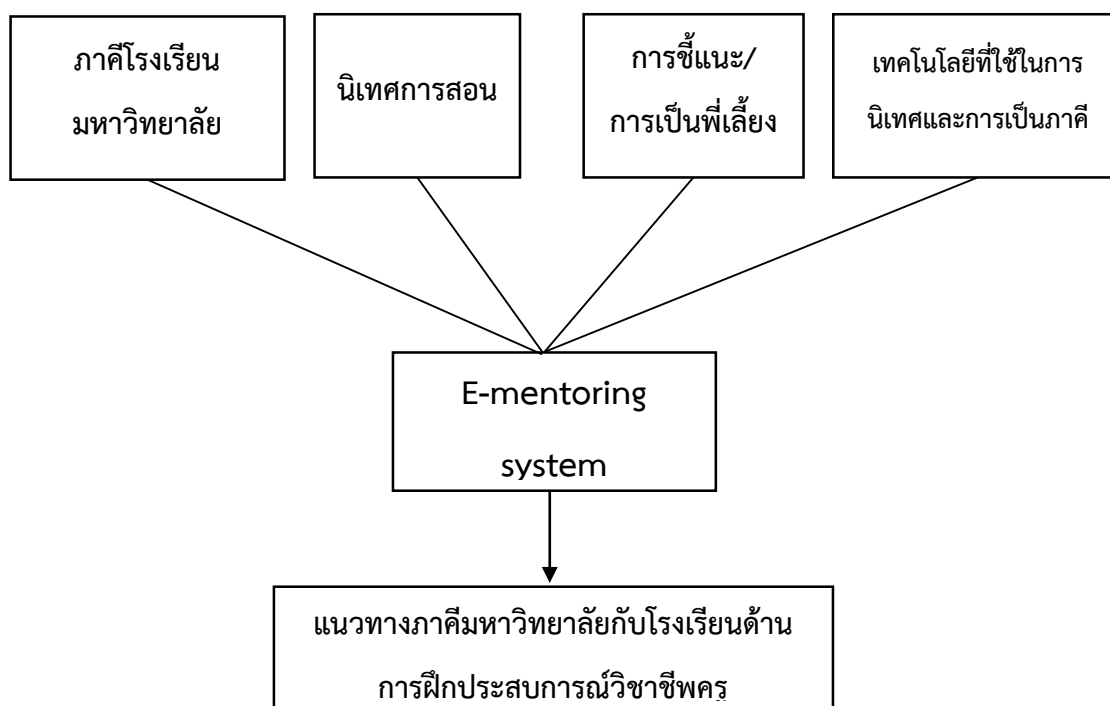 ภาคีโรงเรียน
มหาวิทยาลัย
นิเทศการสอน
การชี้แนะ/
การเป็นพี่เลี้ยง
เทคโนโลยีที่ใช้ในการ
นิเทศและการเป็นภาคี
E-mentoring
system
แนวทางภาคีมหาวิทยาลัยกับโรงเรียนด้าน
การฝึกประสบการณ์วิชาชีพครู